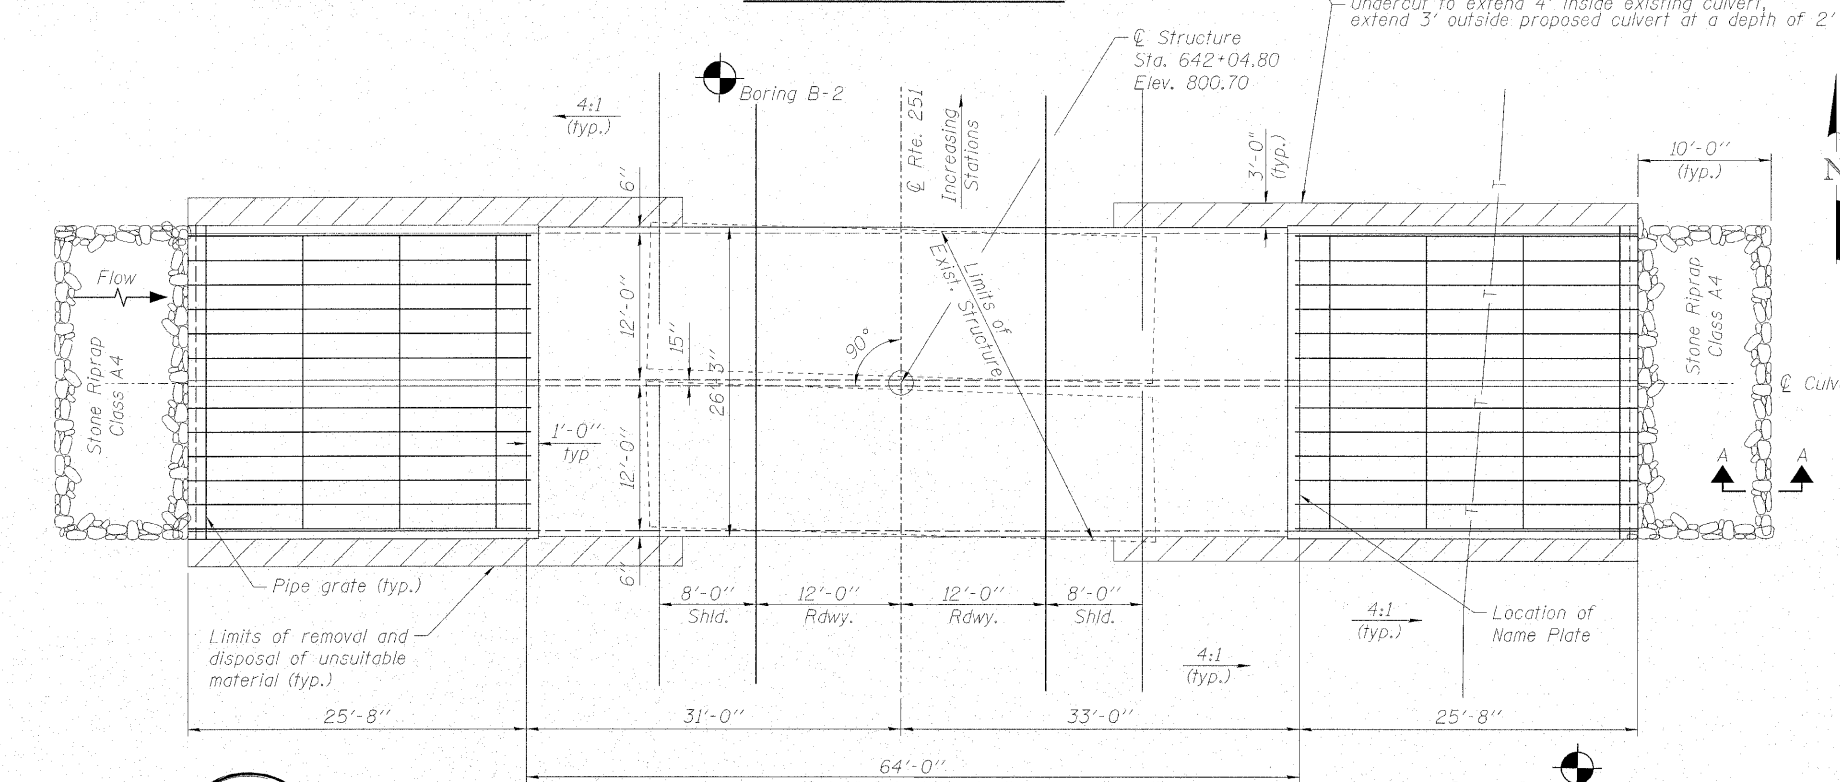 Undercut to extend 4' inside existing culvert,
extend 3' outside proposed culvert at a depth of 2'
℄ Structure
Sta. 642+04.80
Elev. 800.70
Boring B-2
4:1
(typ.)
℄ Rte. 251
Increasing
Stations
3'-0"
(typ.)
10'-0"
(typ.)
N
6"
T
Flow
Stone Riprap
Class A4
12'-0"
15"
26'-3"
90°
Limits of
Exist. Structure
T
Stone Riprap
Class A4
℄
T
1'-0"
typ
12'-0"
A
A
T
6"
Pipe grate (typ.)
8'-0"
Shld.
12'-0"
Rdwy.
12'-0"
Rdwy.
8'-0"
Shld.
4:1
(typ.)
Location of
Name Plate
Limits of removal and
disposal of unsuitable
material (typ.)
4:1
(typ.)
25'-8"
31'-0"
33'-0"
25'-8"
64'-0"